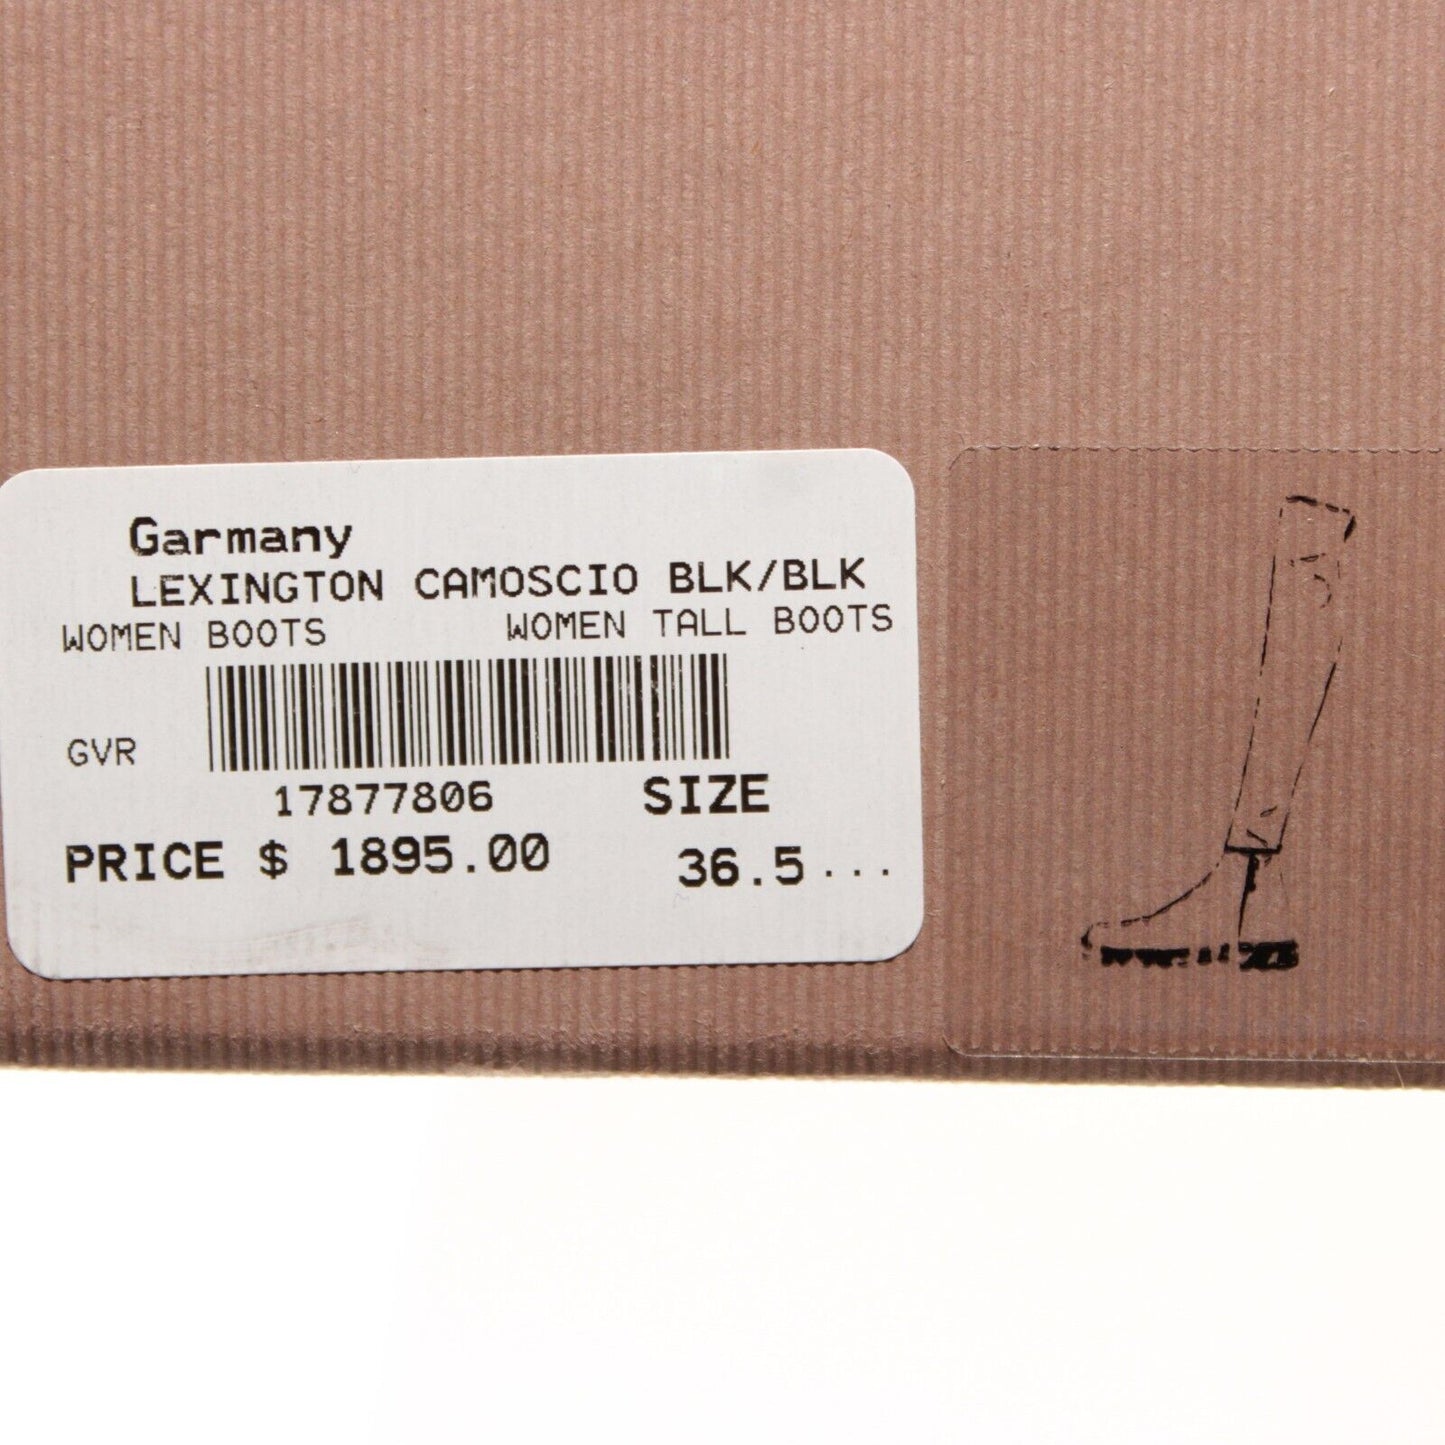 Garmany
LEXINGTON CAMOSCIO BLK/BLK
WOMEN BOOTS WOMEN TALL BOOTS
GVR
17877806 SIZE
PRICE $ 1895.00 36.5...